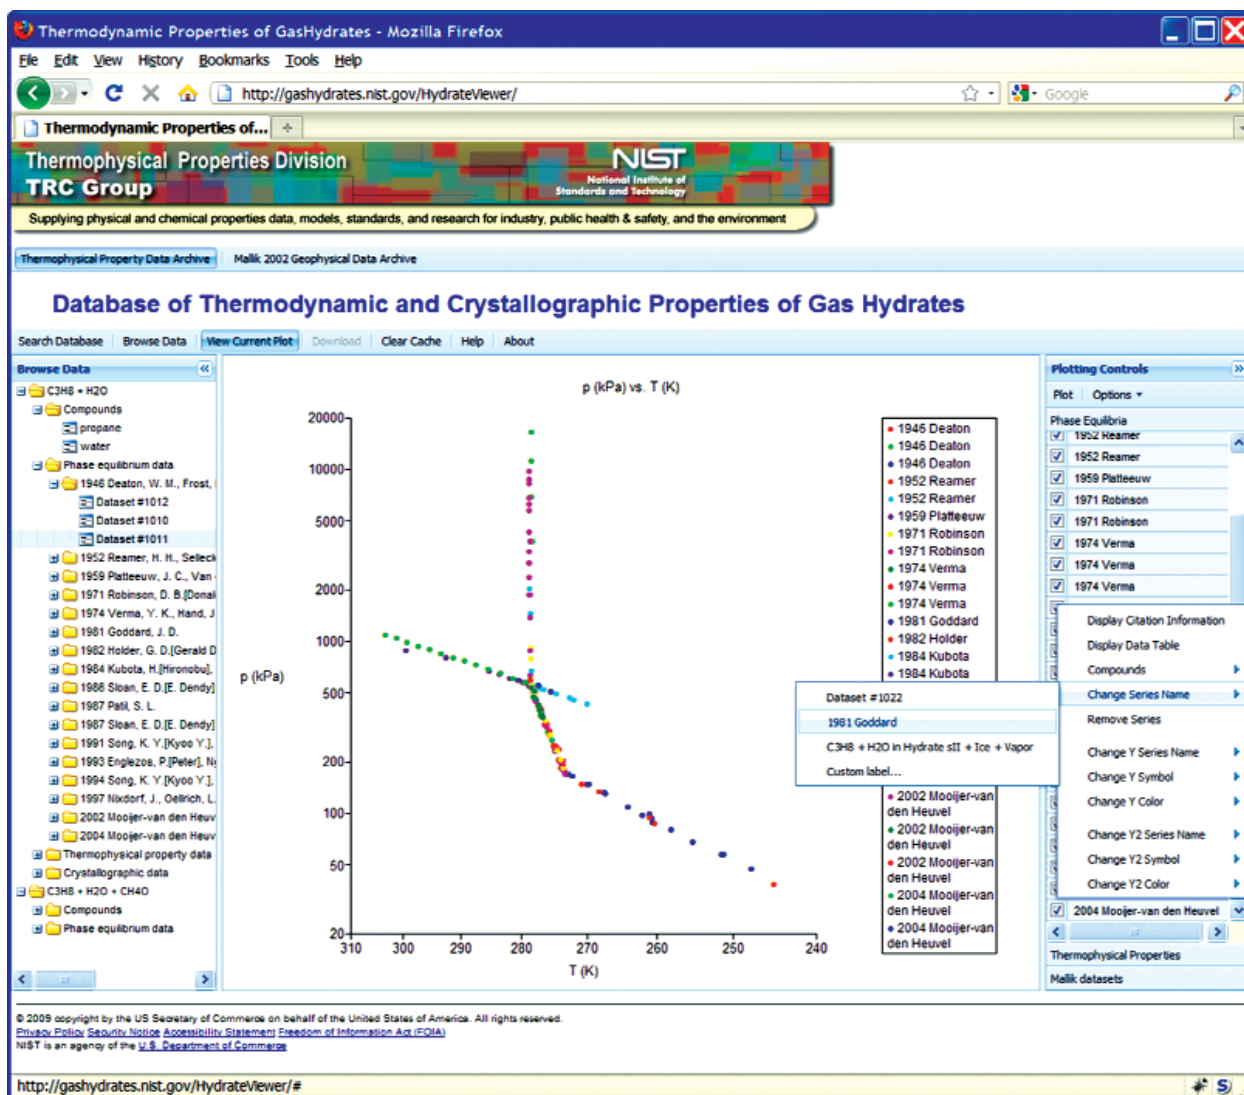 Thermodynamic Properties of GasHydrates - Mozilla Firefox
File Edit View History Bookmarks Tools Help
http://gashydrates.nist.gov/HydrateViewer/
Google
Thermodynamic Properties of...
Thermophysical Properties Division
TRC Group
NIST
National Institute of
Standards and Technology
Supplying physical and chemical properties data, models, standards, and research for industry, public health & safety, and the environment
Thermophysical Property Data Archive Mallik 2002 Geophysical Data Archive
Database of Thermodynamic and Crystallographic Properties of Gas Hydrates
Search Database Browse Data View Current Plot Download Clear Cache Help About
Browse Data
C3H8 + H2O
Compounds
propane
water
Phase equilibrium data
1946 Deaton, W. M., Frost,
Dataset #1012
Dataset #1010
Dataset #1011
1952 Reamer, H. H., Selleck
1959 Platteeuw, J. C., Van
1971 Robinson, D. B.[Donal
1974 Verma, Y. K., Hand, J
1981 Goddard, J. D.
1982 Holder, G. D.[Gerald D
1984 Kubota, H.[Hironobu],
1986 Sloan, E. D.[E. Dendy]
1987 Patil, S. L.
1987 Sloan, E. D.[E. Dendy]
1991 Song, K. Y.[Kyoo Y.],
1993 Englezos, P.[Peter], N
1994 Song, K. Y.[Kyoo Y.],
1997 Nixdorf, J., Oellrich, L.
2002 Mooijer-van den Heuv
2004 Mooijer-van den Heuv
Thermophysical property data
Crystallographic data
C3H8 + H2O + CH4O
Compounds
Phase equilibrium data
p (kPa) vs. T (K)
20000
10000
5000
2000
1000
500
200
100
50
20
p (kPa)
310 300 290 280 270 260 250 240
T (K)
1946 Deaton
1946 Deaton
1946 Deaton
1952 Reamer
1952 Reamer
1959 Platteeuw
1971 Robinson
1971 Robinson
1974 Verma
1974 Verma
1974 Verma
1981 Goddard
1982 Holder
1984 Kubota
1984 Kubota
2002 Mooijer-van
den Heuvel
2002 Mooijer-van
den Heuvel
2002 Mooijer-van
den Heuvel
2004 Mooijer-van
den Heuvel
2004 Mooijer-van
den Heuvel
Dataset #1022
1981 Goddard
C3H8 + H2O in Hydrate sII + Ice + Vapor
Custom label...
Plotting Controls
Plot Options
Phase Equilibria
1952 Reamer
1952 Reamer
1959 Platteeuw
1971 Robinson
1971 Robinson
1974 Verma
1974 Verma
1974 Verma
Display Citation Information
Display Data Table
Compounds
Change Series Name
Remove Series
Change Y Series Name
Change Y Symbol
Change Y Color
Change Y2 Series Name
Change Y2 Symbol
Change Y2 Color
2004 Mooijer-van den Heuvel
Thermophysical Properties
Mallik datasets
© 2009 copyright by the US Secretary of Commerce on behalf of the United States of America. All rights reserved.
Privacy Policy Security Notice Accessibility Statement Freedom of Information Act (FOIA)
NIST is an agency of the U.S. Department of Commerce
http://gashydrates.nist.gov/HydrateViewer/#